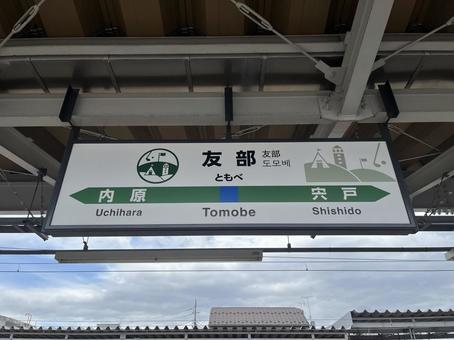 友部
友部
도모베
ともべ
内原 宍戸
Uchihara Tomobe Shishido